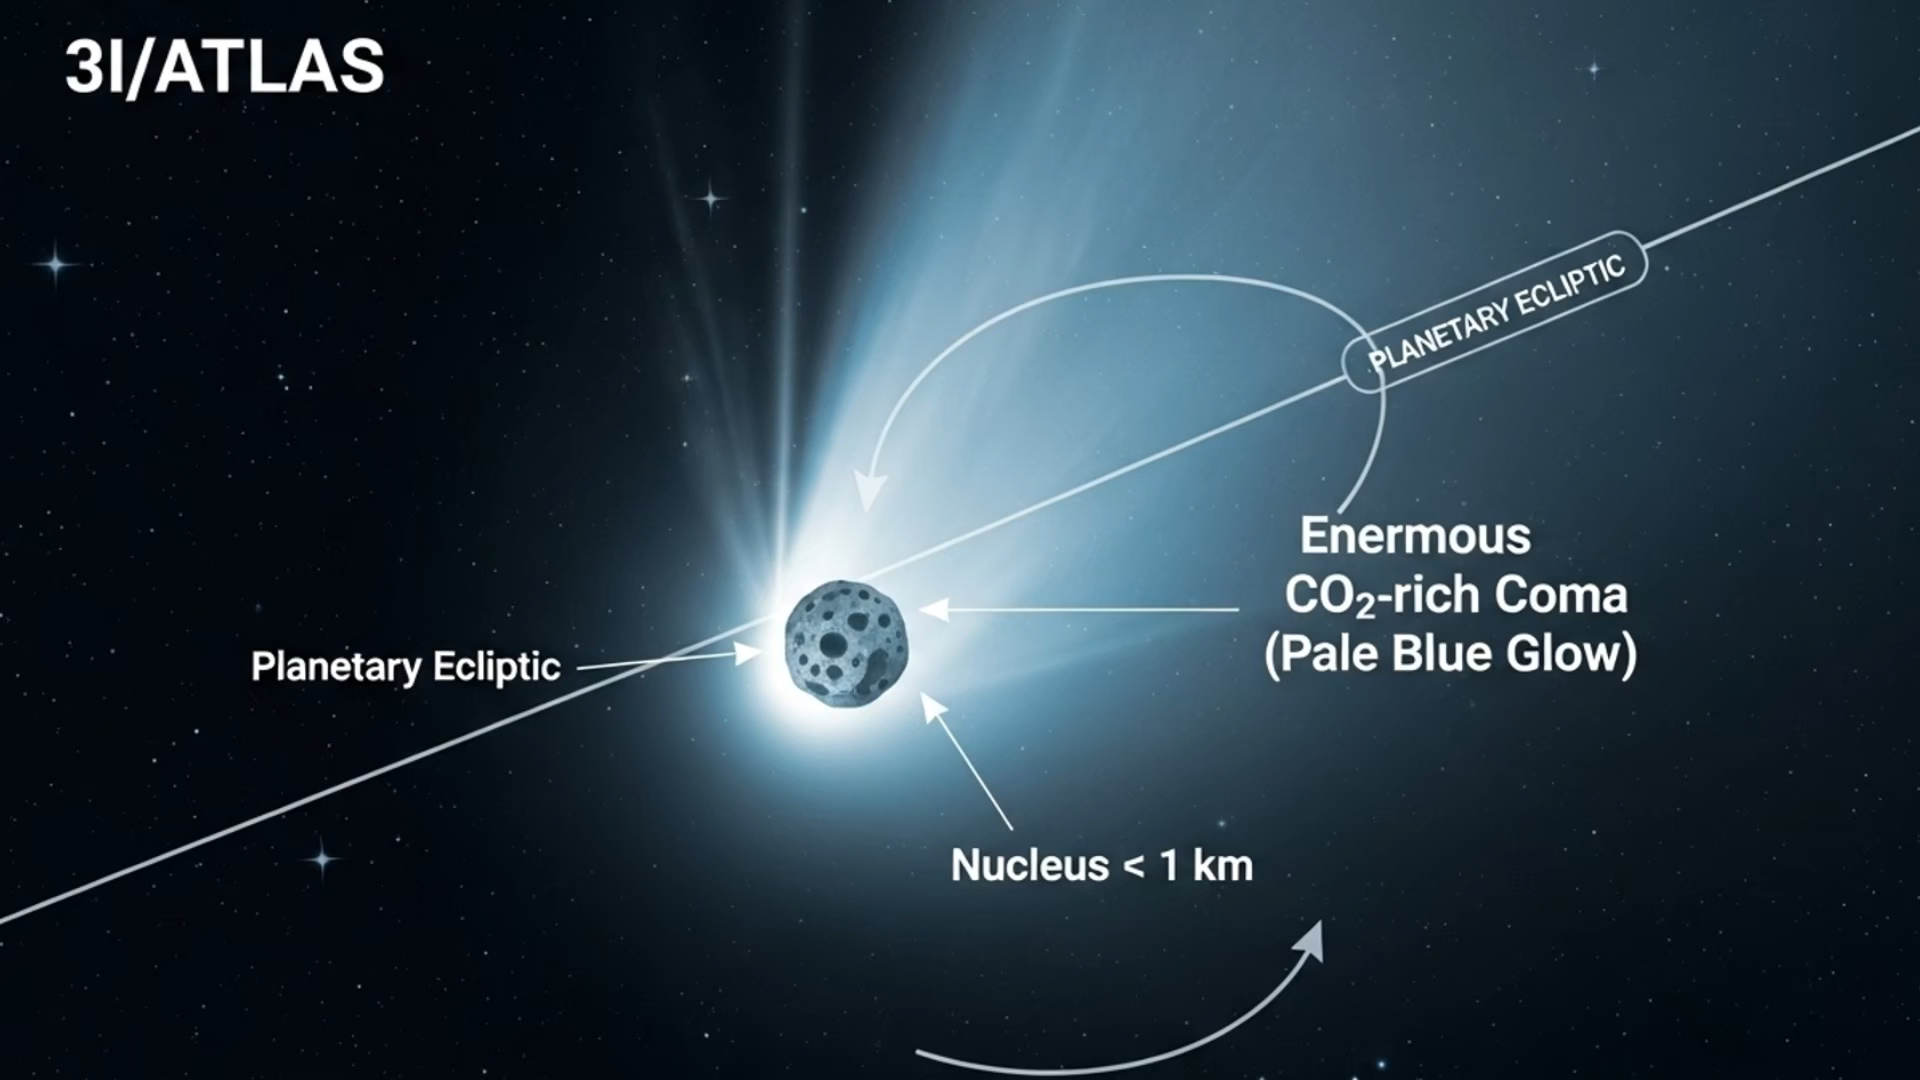 3I/ATLAS
PLANETARY ECLIPTIC
Enermous
CO₂-rich Coma
(Pale Blue Glow)
Planetary Ecliptic
Nucleus < 1 km